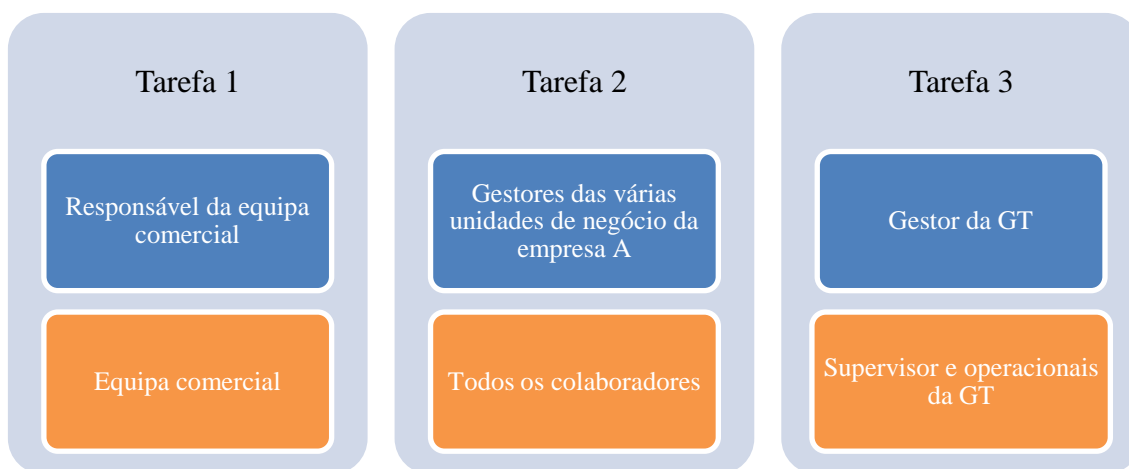 Tarefa 1
Responsável da equipa
comercial
Equipa comercial
Tarefa 2
Gestores das várias
unidades de negócio da
empresa A
Todos os colaboradores
Tarefa 3
Gestor da GT
Supervisor e operacionais
da GT